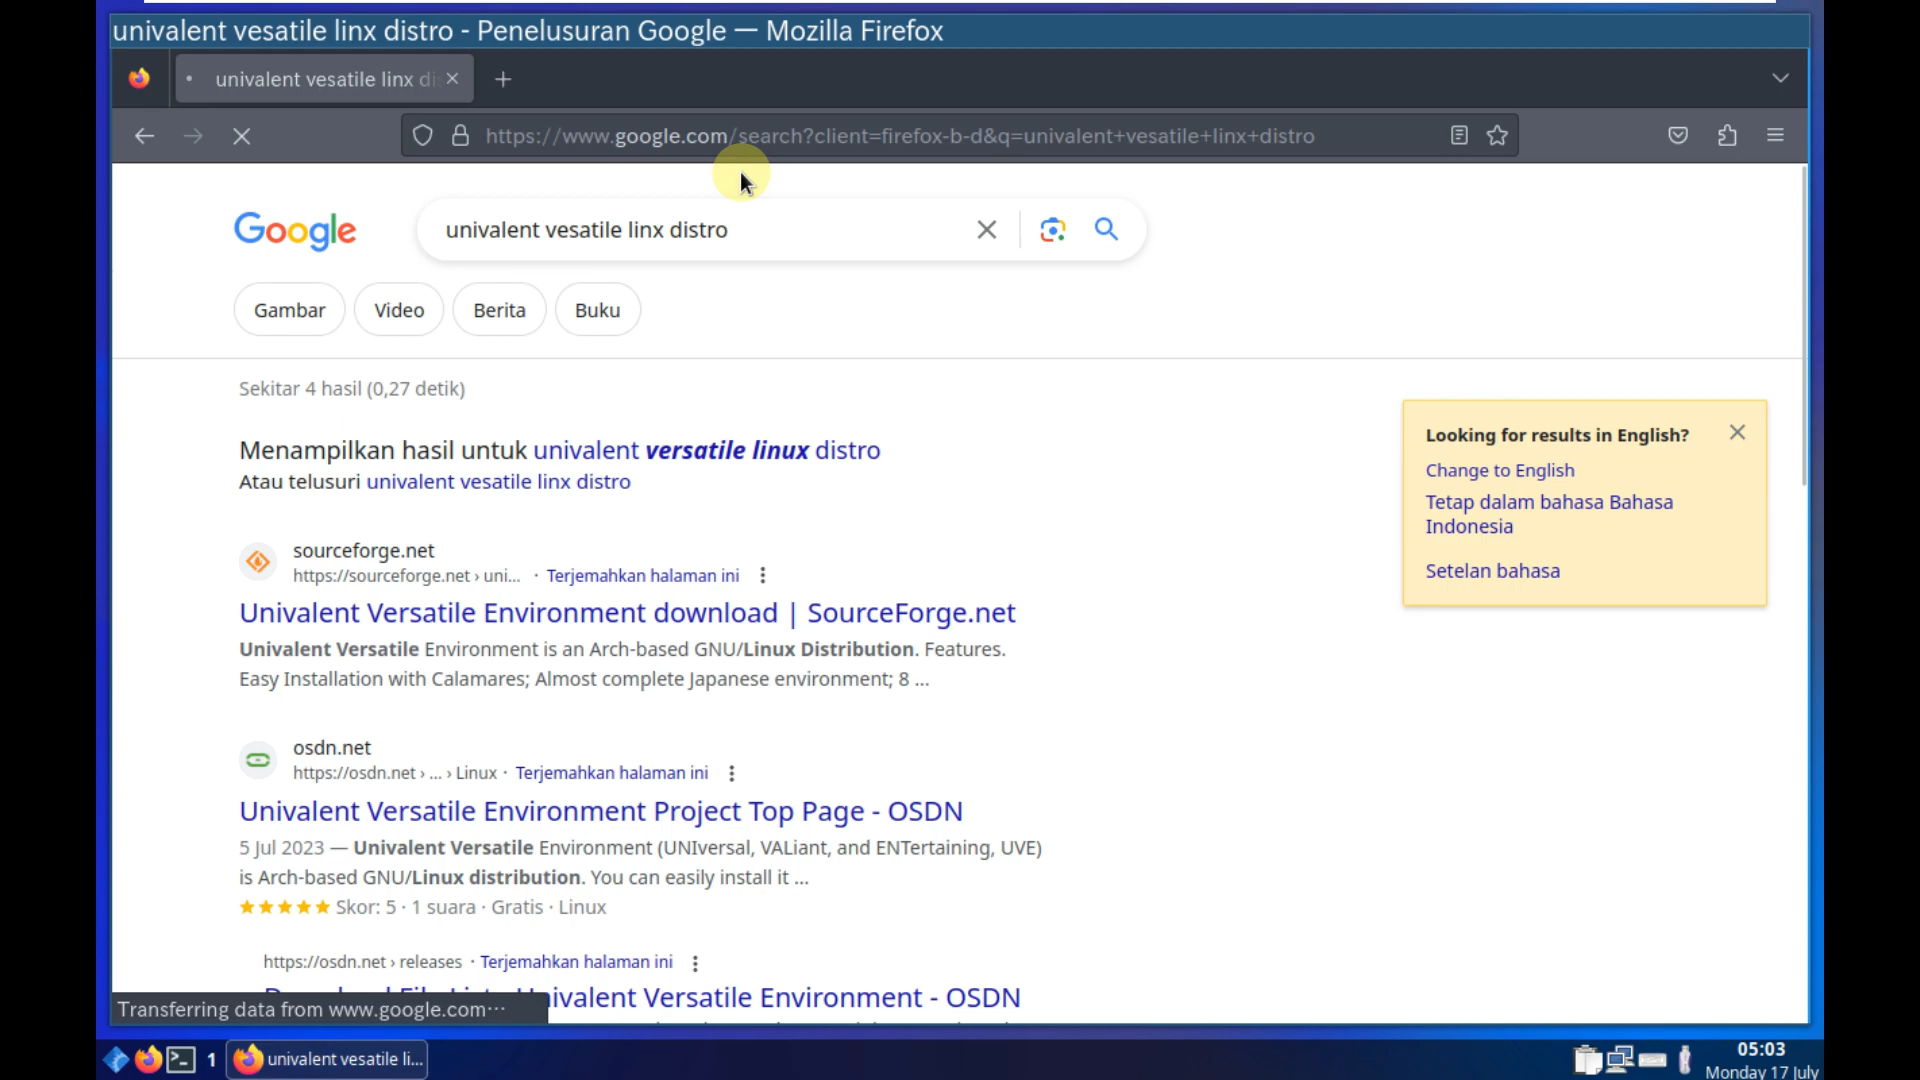 univalent vesatile linx distro - Penelusuran Google — Mozilla Firefox
univalent vesatile linx di
https://www.google.com/search?client=firefox-b-d&q=univalent+vesatile+linx+distro
Google
univalent vesatile linx distro
Gambar
Video
Berita
Buku
Sekitar 4 hasil (0,27 detik)
Menampilkan hasil untuk univalent versatile linux distro
Atau telusuri univalent vesatile linx distro
Looking for results in English?
Change to English
Tetap dalam bahasa Bahasa
Indonesia
Setelan bahasa
sourceforge.net
https://sourceforge.net › uni... · Terjemahkan halaman ini
Univalent Versatile Environment download | SourceForge.net
Univalent Versatile Environment is an Arch-based GNU/Linux Distribution. Features.
Easy Installation with Calamares; Almost complete Japanese environment; 8 ...
osdn.net
https://osdn.net › ... › Linux · Terjemahkan halaman ini
Univalent Versatile Environment Project Top Page - OSDN
5 Jul 2023 — Univalent Versatile Environment (UNIversal, VALiant, and ENTertaining, UVE)
is Arch-based GNU/Linux distribution. You can easily install it ...
Skor: 5 · 1 suara · Gratis · Linux
https://osdn.net › releases · Terjemahkan halaman ini
Versatile Environment - OSDN
Transferring data from www.google.com…
1
univalent vesatile li...
05:03
Monday 17 July